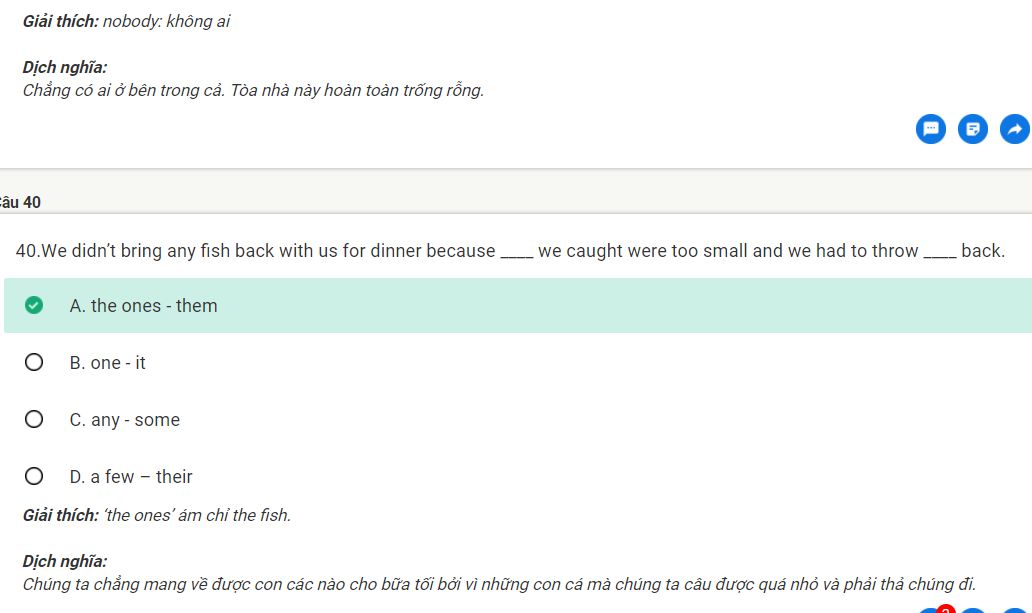 Giải thích: nobody: không ai
Dịch nghĩa:
Chẳng có ai ở bên trong cả. Tòa nhà này hoàn toàn trống rỗng.
Câu 40
40.We didn’t bring any fish back with us for dinner because ____ we caught were too small and we had to throw ____ back.
A. the ones - them
B. one - it
C. any - some
D. a few – their
Giải thích: ‘the ones’ ám chỉ the fish.
Dịch nghĩa:
Chúng ta chẳng mang về được con các nào cho bữa tối bởi vì những con cá mà chúng ta câu được quá nhỏ và phải thả chúng đi.